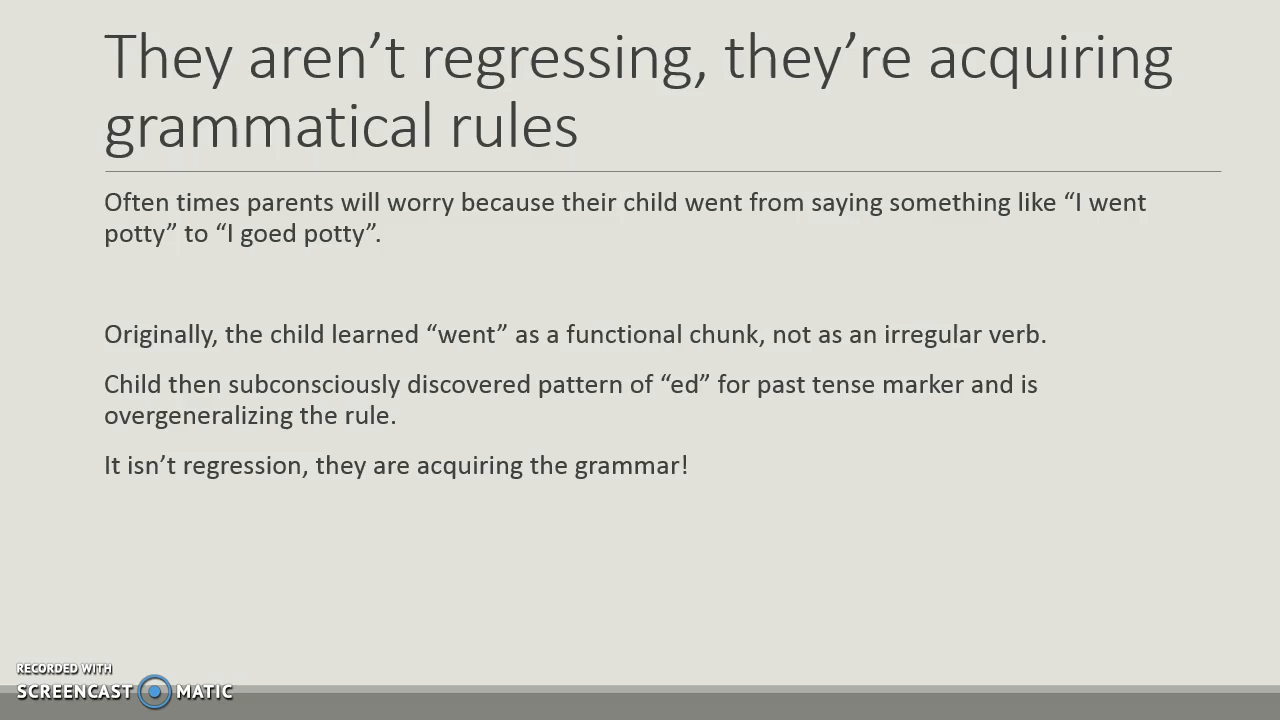 They aren’t regressing, they’re acquiring
grammatical rules
Often times parents will worry because their child went from saying something like “I went
potty” to “I goed potty”.
Originally, the child learned “went” as a functional chunk, not as an irregular verb.
Child then subconsciously discovered pattern of “ed” for past tense marker and is
overgeneralizing the rule.
It isn’t regression, they are acquiring the grammar!
RECORDED WITH
SCREENCAST MATIC